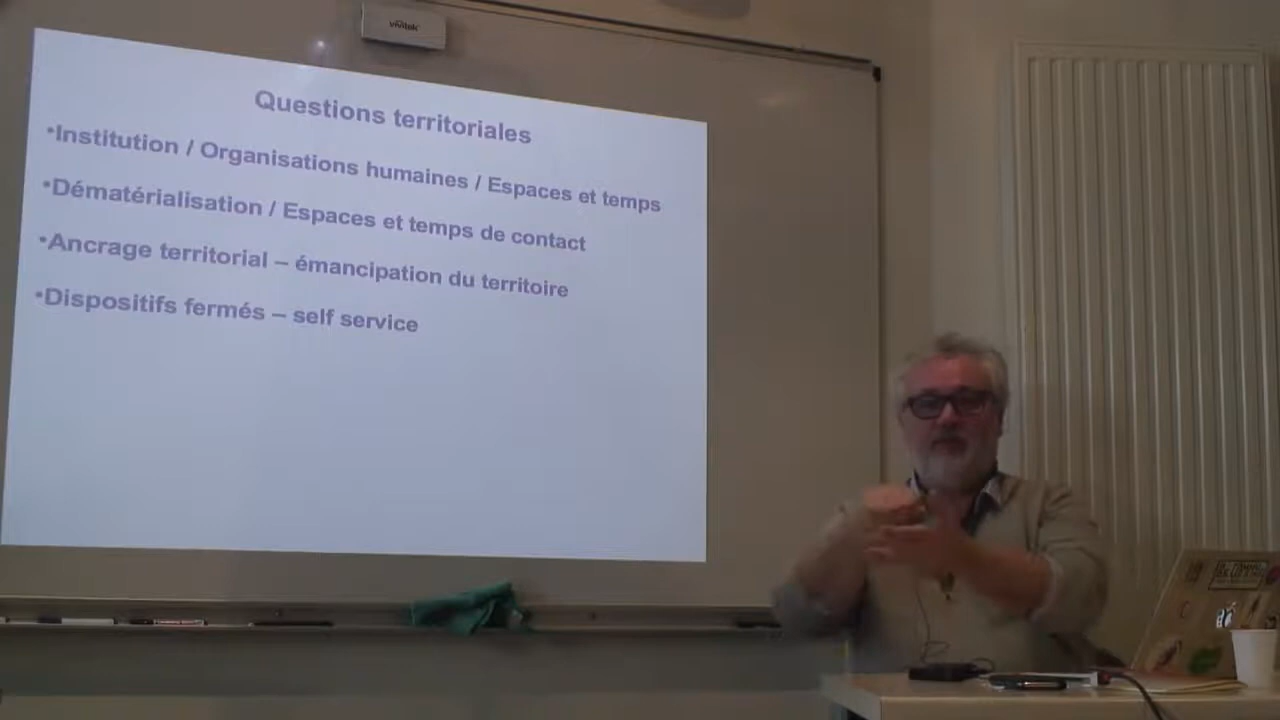 vivitek
Questions territoriales
•Institution / Organisations humaines / Espaces et temps
•Dématérialisation / Espaces et temps de contact
•Ancrage territorial – émancipation du territoire
•Dispositifs fermés – self service